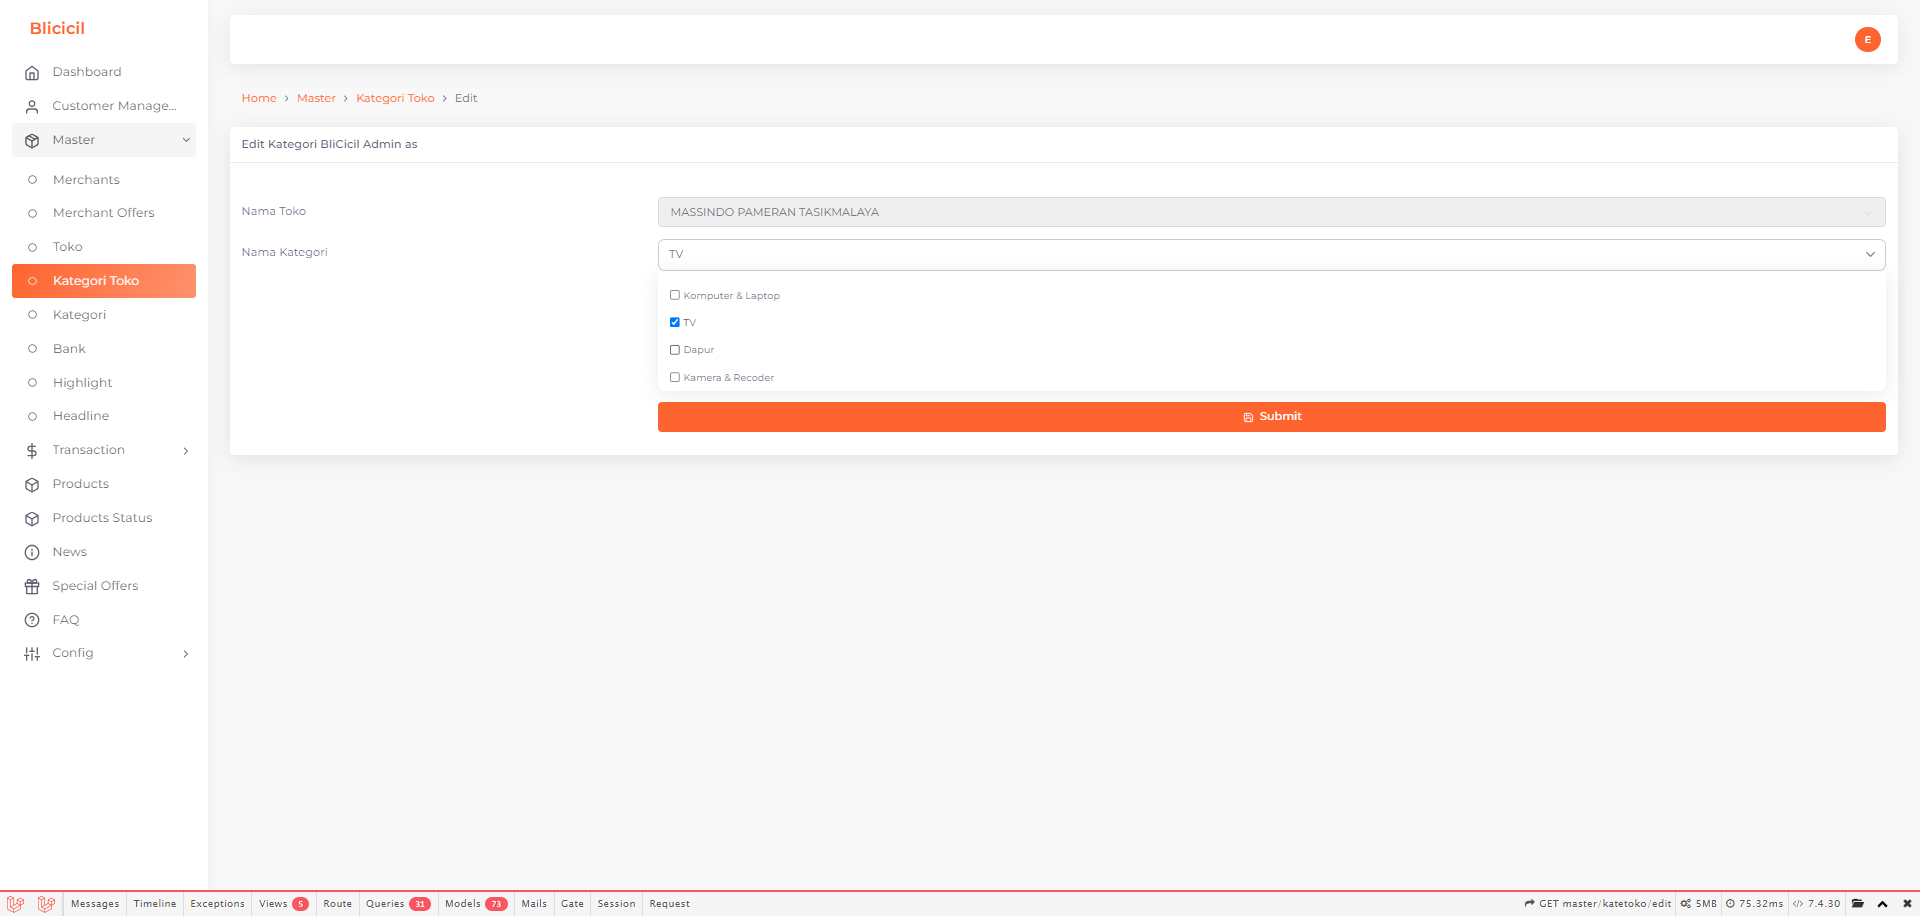 Blicicil
Dashboard
Customer Manage...
Master
Merchants
Merchant Offers
Toko
Kategori Toko
Kategori
Bank
Highlight
Headline
Transaction
Products
Products Status
News
Special Offers
FAQ
Config
E
Home > Master > Kategori Toko > Edit
Edit Kategori BliCicil Admin as
Nama Toko
MASSINDO PAMERAN TASIKMALAYA
Nama Kategori
TV
Komputer & Laptop
TV
Dapur
Kamera & Recoder
Submit
Messages Timeline Exceptions Views 5 Route Queries 31 Models 73 Mails Gate Session Request GET master/katetoko/edit 5MB 75.32ms 7.4.30